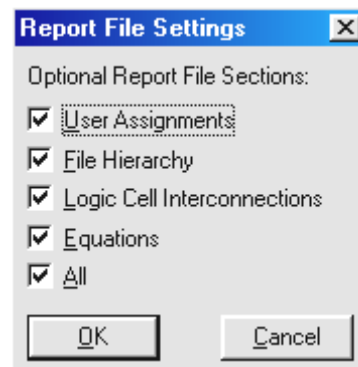 Report File Settings
Optional Report File Sections:
User Assignments
File Hierarchy
Logic Cell Interconnections
Equations
All
OK Cancel